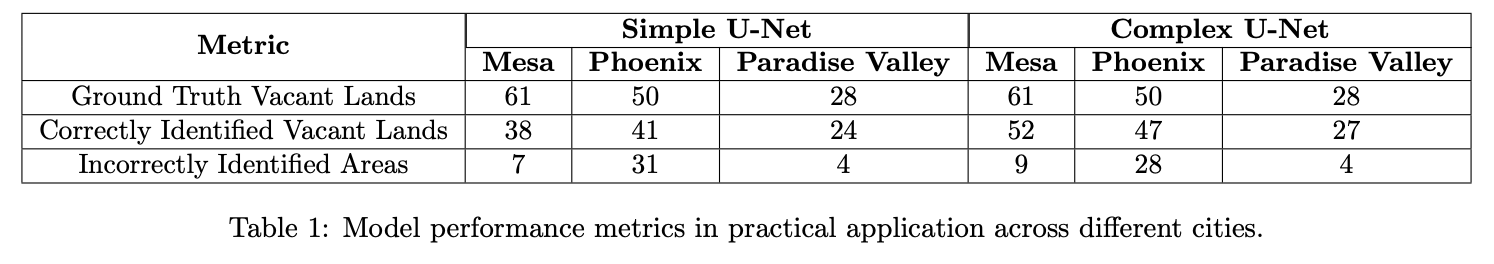 Metric Simple U-Net Complex U-Net
Mesa Phoenix Paradise Valley Mesa Phoenix Paradise Valley
Ground Truth Vacant Lands 61 50 28 61 50 28
Correctly Identified Vacant Lands 38 41 24 52 47 27
Incorrectly Identified Areas 7 31 4 9 28 4
Table 1: Model performance metrics in practical application across different cities.